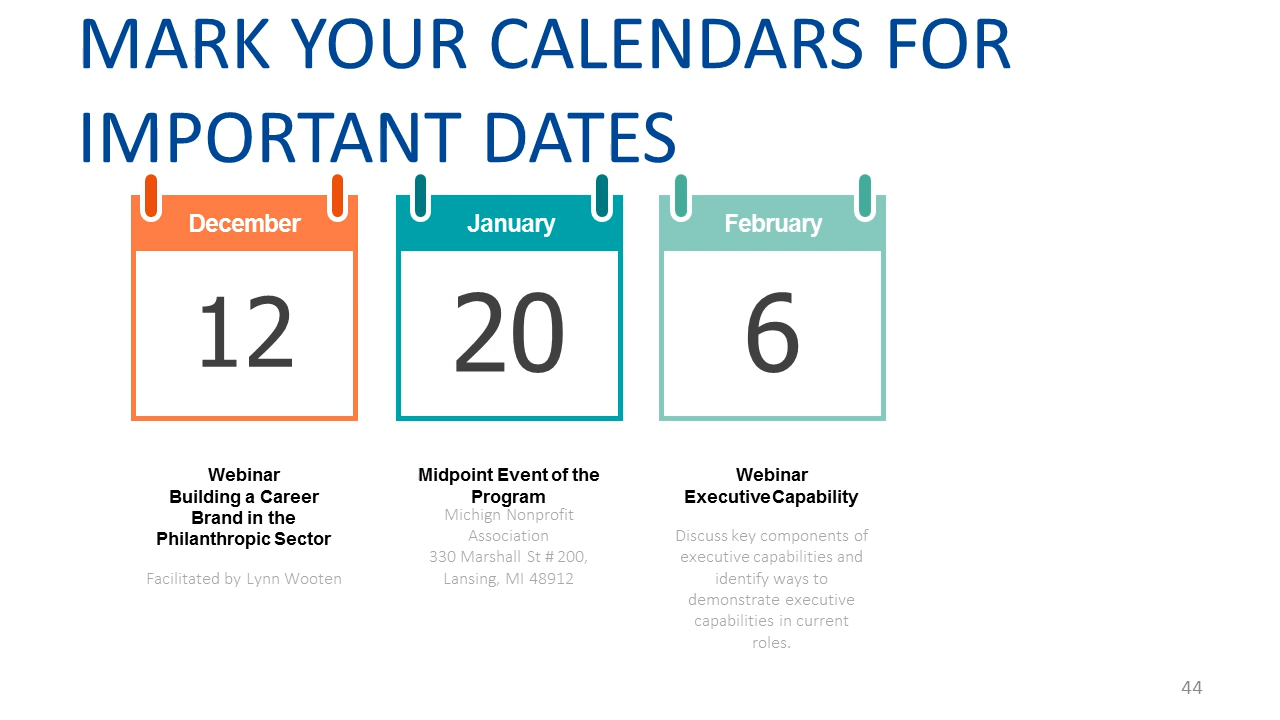 MARK YOUR CALENDARS FOR
IMPORTANT DATES
December
12
Webinar
Building a Career
Brand in the
Philanthropic Sector
Facilitated by Lynn Wooten
January
20
Midpoint Event of the
Program
Michign Nonprofit
Association
330 Marshall St # 200,
Lansing, MI 48912
February
6
Webinar
ExecutiveCapability
Discuss key components of
executive capabilities and
identify ways to
demonstrate executive
capabilities in current
roles.
44